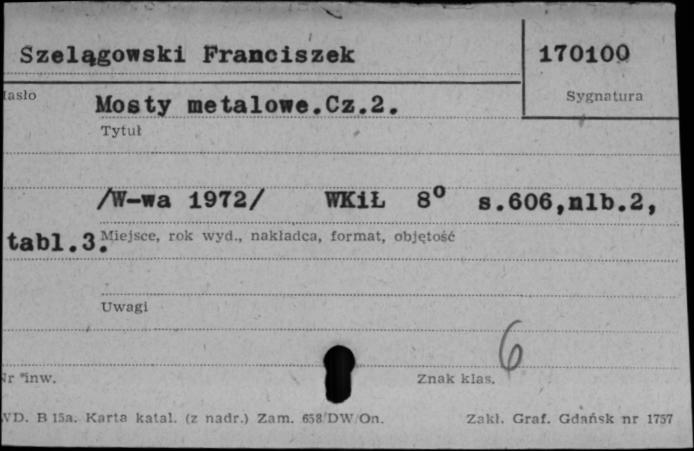 Szelągowski Franciszek 170100
Hasło Sygnatura
Mosty metalowe.Cz.2.
Tytuł
/W-wa 1972/ WKiŁ 8° s.606,nlb.2,
tabl.3.
Miejsce, rok wyd., nakładca, format, objętość
Uwagi
6
Nr inw. Znak klas.
WD. B 15a. Karta katal. (z nadr.) Zam. 658/DW/On. Zakł. Graf. Gdańsk nr 1757